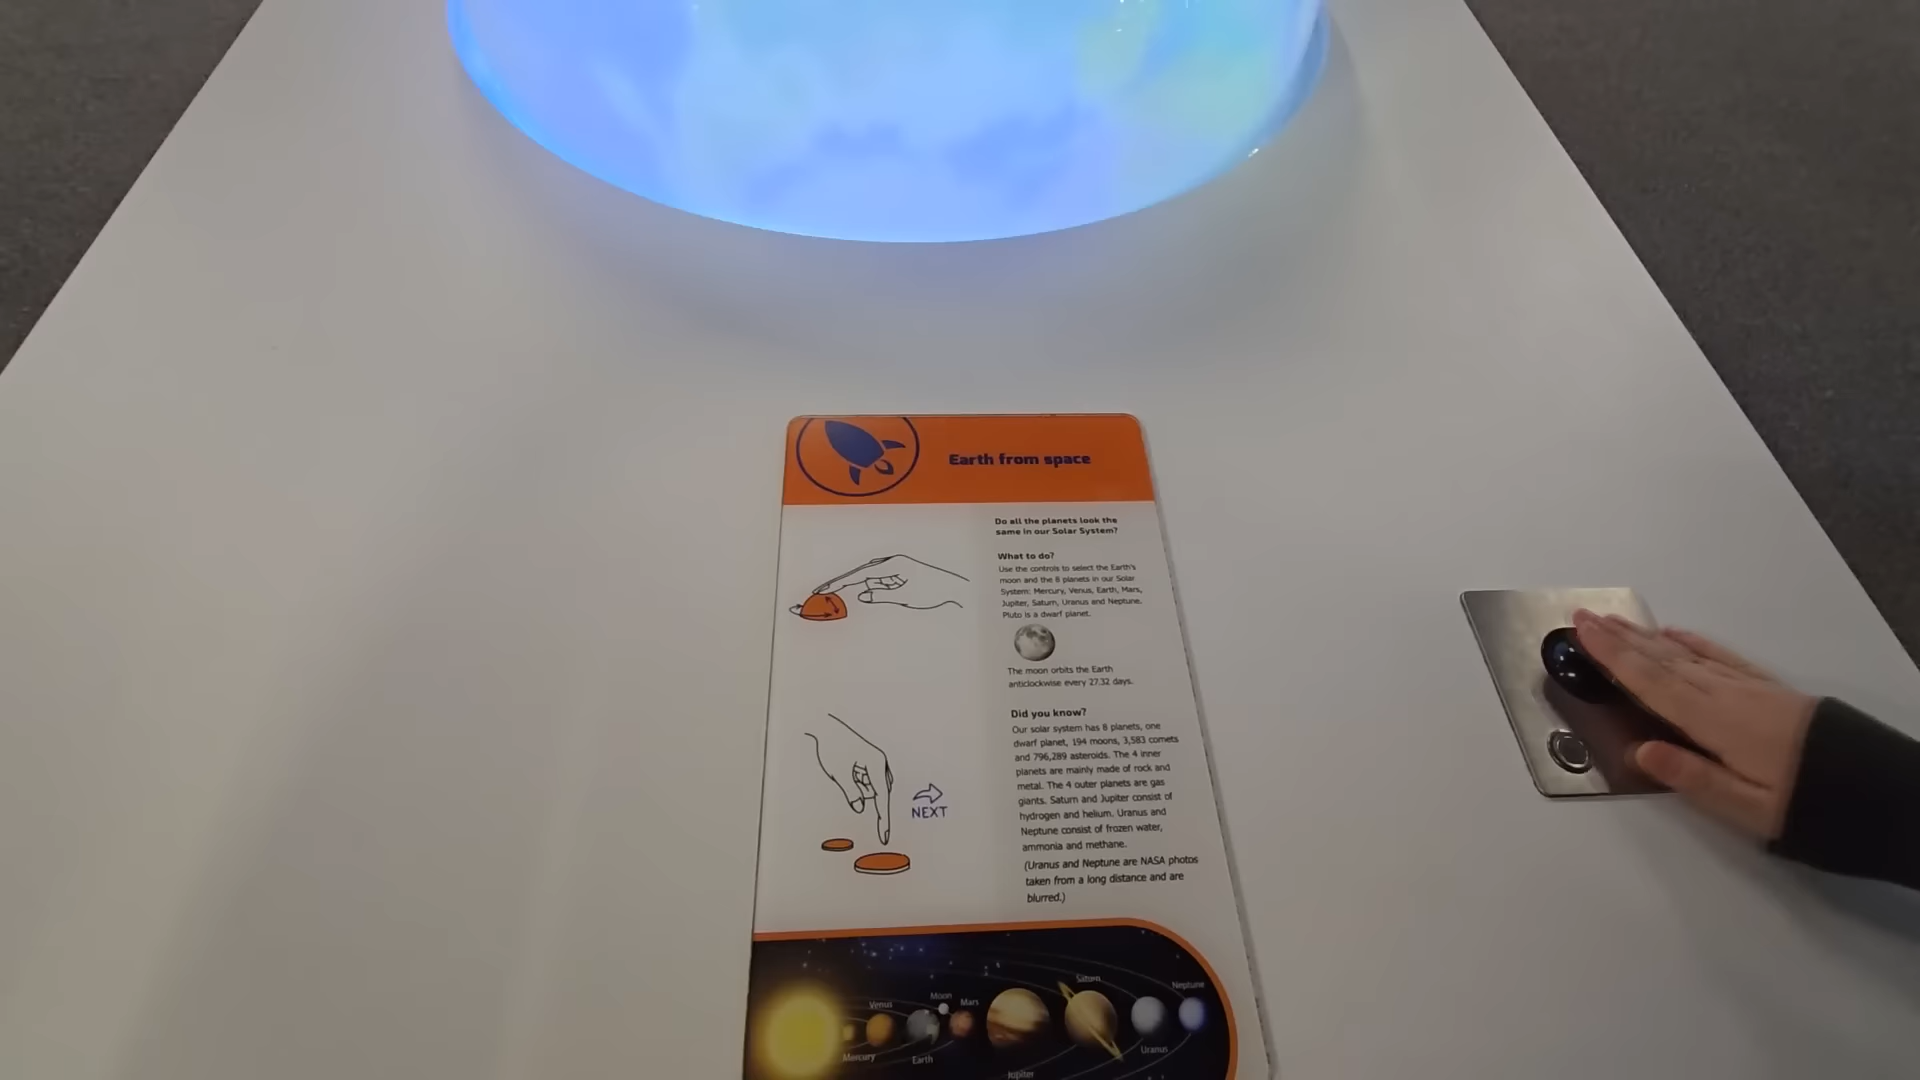 Earth from space
Do all the planets look the
same in our Solar System?
What to do?
Use the controls to select the Earth's
moon and the 8 planets in our Solar
System: Mercury, Venus, Earth, Mars,
Jupiter, Saturn, Uranus and Neptune.
Pluto is a dwarf planet.
The moon orbits the Earth
anticlockwise every 27.32 days.
Did you know?
Our solar system has 8 planets, one
dwarf planet, 194 moons, 3,583 comets
and 796,289 asteroids. The 4 inner
planets are mainly made of rock and
metal. The 4 outer planets are gas
giants. Saturn and Jupiter consist of
hydrogen and helium. Uranus and
Neptune consist of frozen water,
ammonia and methane.
(Uranus and Neptune are NASA photos
taken from a long distance and are
blurred.)
NEXT
Mercury
Venus
Earth
Moon
Mars
Jupiter
Saturn
Uranus
Neptune